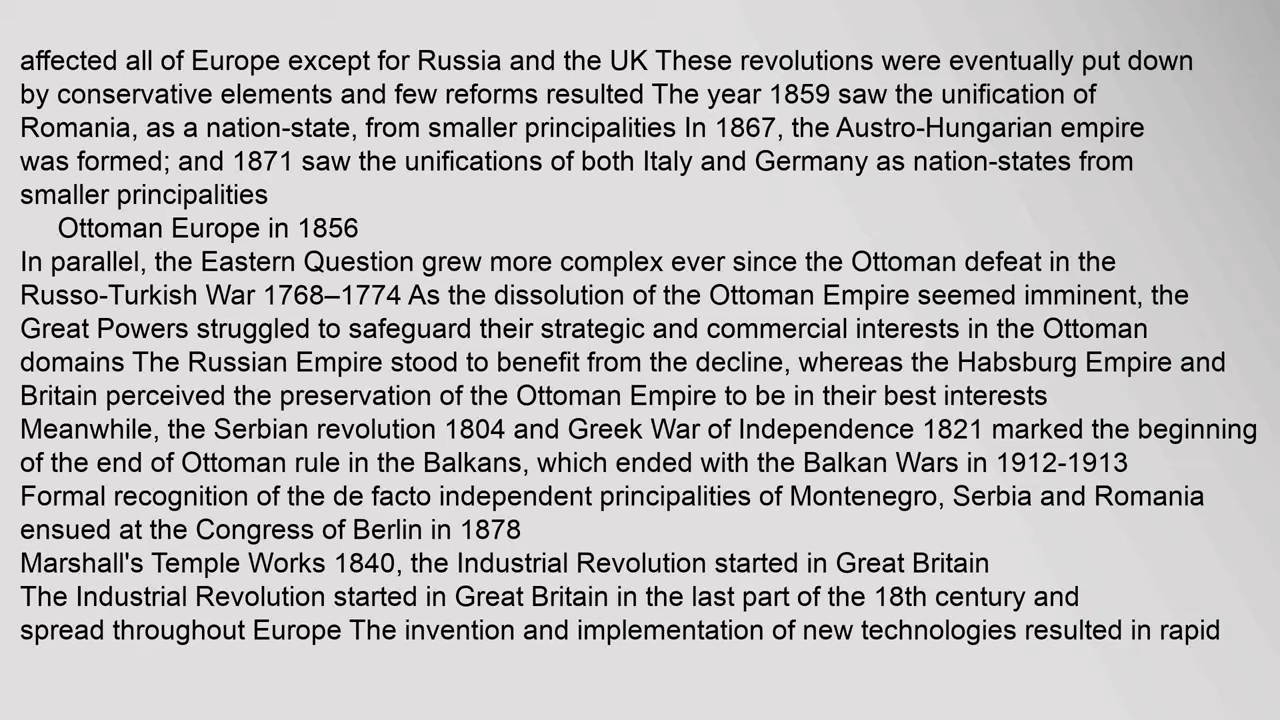 affected all of Europe except for Russia and the UK These revolutions were eventually put down
by conservative elements and few reforms resulted The year 1859 saw the unification of
Romania, as a nation-state, from smaller principalities In 1867, the Austro-Hungarian empire
was formed; and 1871 saw the unifications of both Italy and Germany as nation-states from
smaller principalities
Ottoman Europe in 1856
In parallel, the Eastern Question grew more complex ever since the Ottoman defeat in the
Russo-Turkish War 1768–1774 As the dissolution of the Ottoman Empire seemed imminent, the
Great Powers struggled to safeguard their strategic and commercial interests in the Ottoman
domains The Russian Empire stood to benefit from the decline, whereas the Habsburg Empire and
Britain perceived the preservation of the Ottoman Empire to be in their best interests
Meanwhile, the Serbian revolution 1804 and Greek War of Independence 1821 marked the beginning
of the end of Ottoman rule in the Balkans, which ended with the Balkan Wars in 1912-1913
Formal recognition of the de facto independent principalities of Montenegro, Serbia and Romania
ensued at the Congress of Berlin in 1878
Marshall's Temple Works 1840, the Industrial Revolution started in Great Britain
The Industrial Revolution started in Great Britain in the last part of the 18th century and
spread throughout Europe The invention and implementation of new technologies resulted in rapid